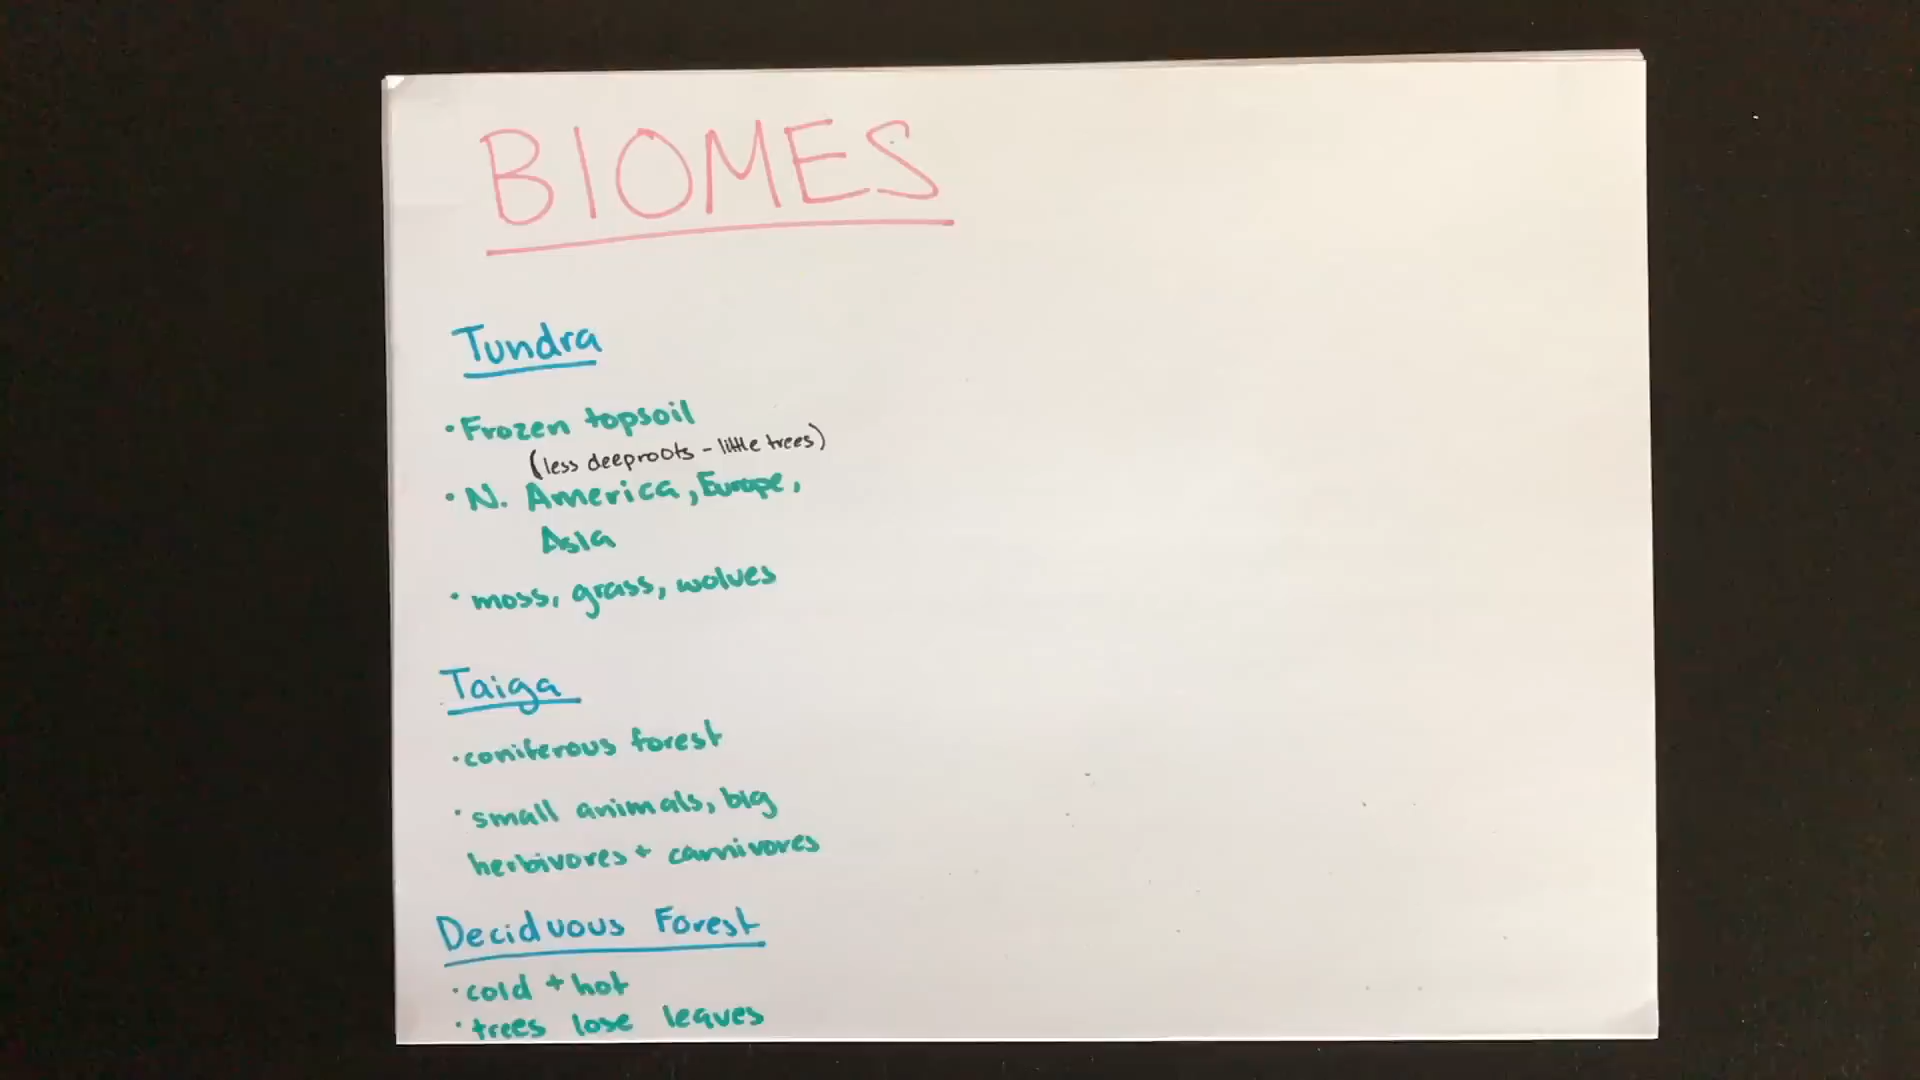 BIOMES
Tundra
• Frozen topsoil
(less deeproots - little trees)
• N. America, Europe,
Asia
• moss, grass, wolves
Taiga
• coniferous forest
• small animals, big
herbivores + carnivores
Deciduous Forest
• cold + hot
• trees lose leaves